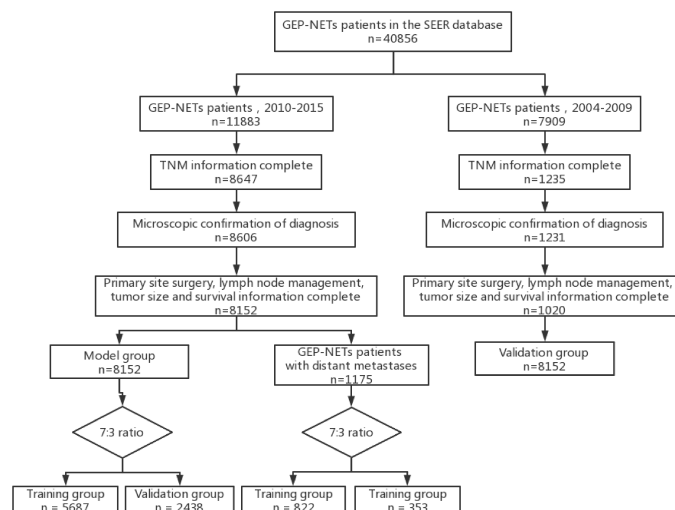 GEP-NETs patients in the SEER database
n=40856
GEP-NETs patients , 2010-2015
n=11883
GEP-NETs patients , 2004-2009
n=7909
TNM information complete
n=8647
TNM information complete
n=1235
Microscopic confirmation of diagnosis
n=8606
Microscopic confirmation of diagnosis
n=1231
Primary site surgery, lymph node management,
tumor size and survival information complete
n=8152
Primary site surgery, lymph node management,
tumor size and survival information complete
n=1020
Model group
n=8152
GEP-NETs patients
with distant metastases
n=1175
Validation group
n=8152
7:3 ratio
7:3 ratio
Training group
n = 5687
Validation group
n = 2438
Training group
n = 822
Training group
n = 353